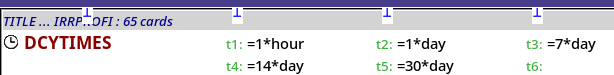 TITLE ... : 65 cards
DCYTIMES t1: =1*hour t2: =1*day t3: =7*day
t4: =14*day t5: =30*day t6: